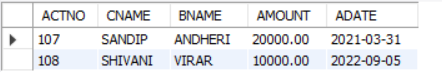 ACTNO CNAME BNAME AMOUNT ADATE
107 SANDIP ANDHERI 20000.00 2021-03-31
108 SHIVANI VIRAR 10000.00 2022-09-05